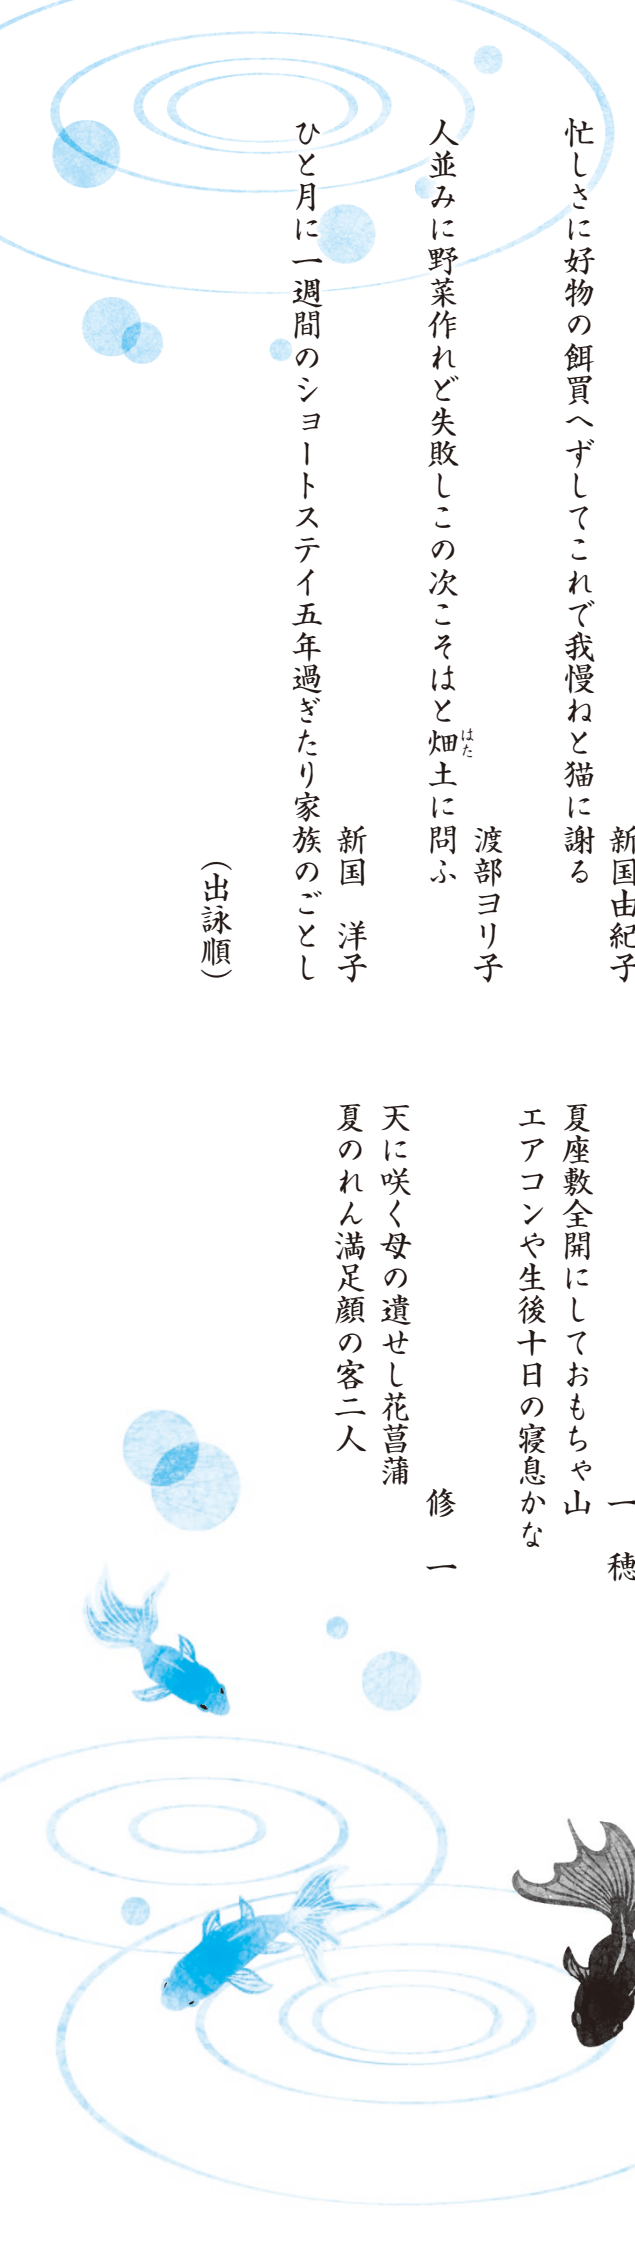 新国由紀子
忙しさに好物の餌買へずしてこれで我慢ねと猫に謝る
渡部ヨリ子
人並みに野菜作れど失敗しこの次こそはと畑土に問ふ
はた
新国　洋子
ひと月に一週間のショートステイ五年過ぎたり家族のごとし
（出詠順）
一　穂
夏座敷全開にしておもちゃ山
エアコンや生後十日の寝息かな
修　一
天に咲く母の遺せし花菖蒲
夏のれん満足顔の客二人